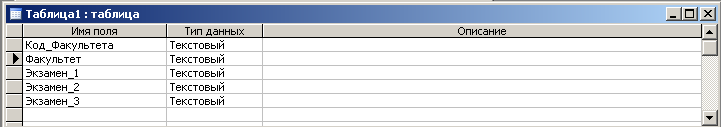 Таблица1 : таблица
Имя поля Тип данных Описание
Код_Факультета Текстовый
Факультет Текстовый
Экзамен_1 Текстовый
Экзамен_2 Текстовый
Экзамен_3 Текстовый